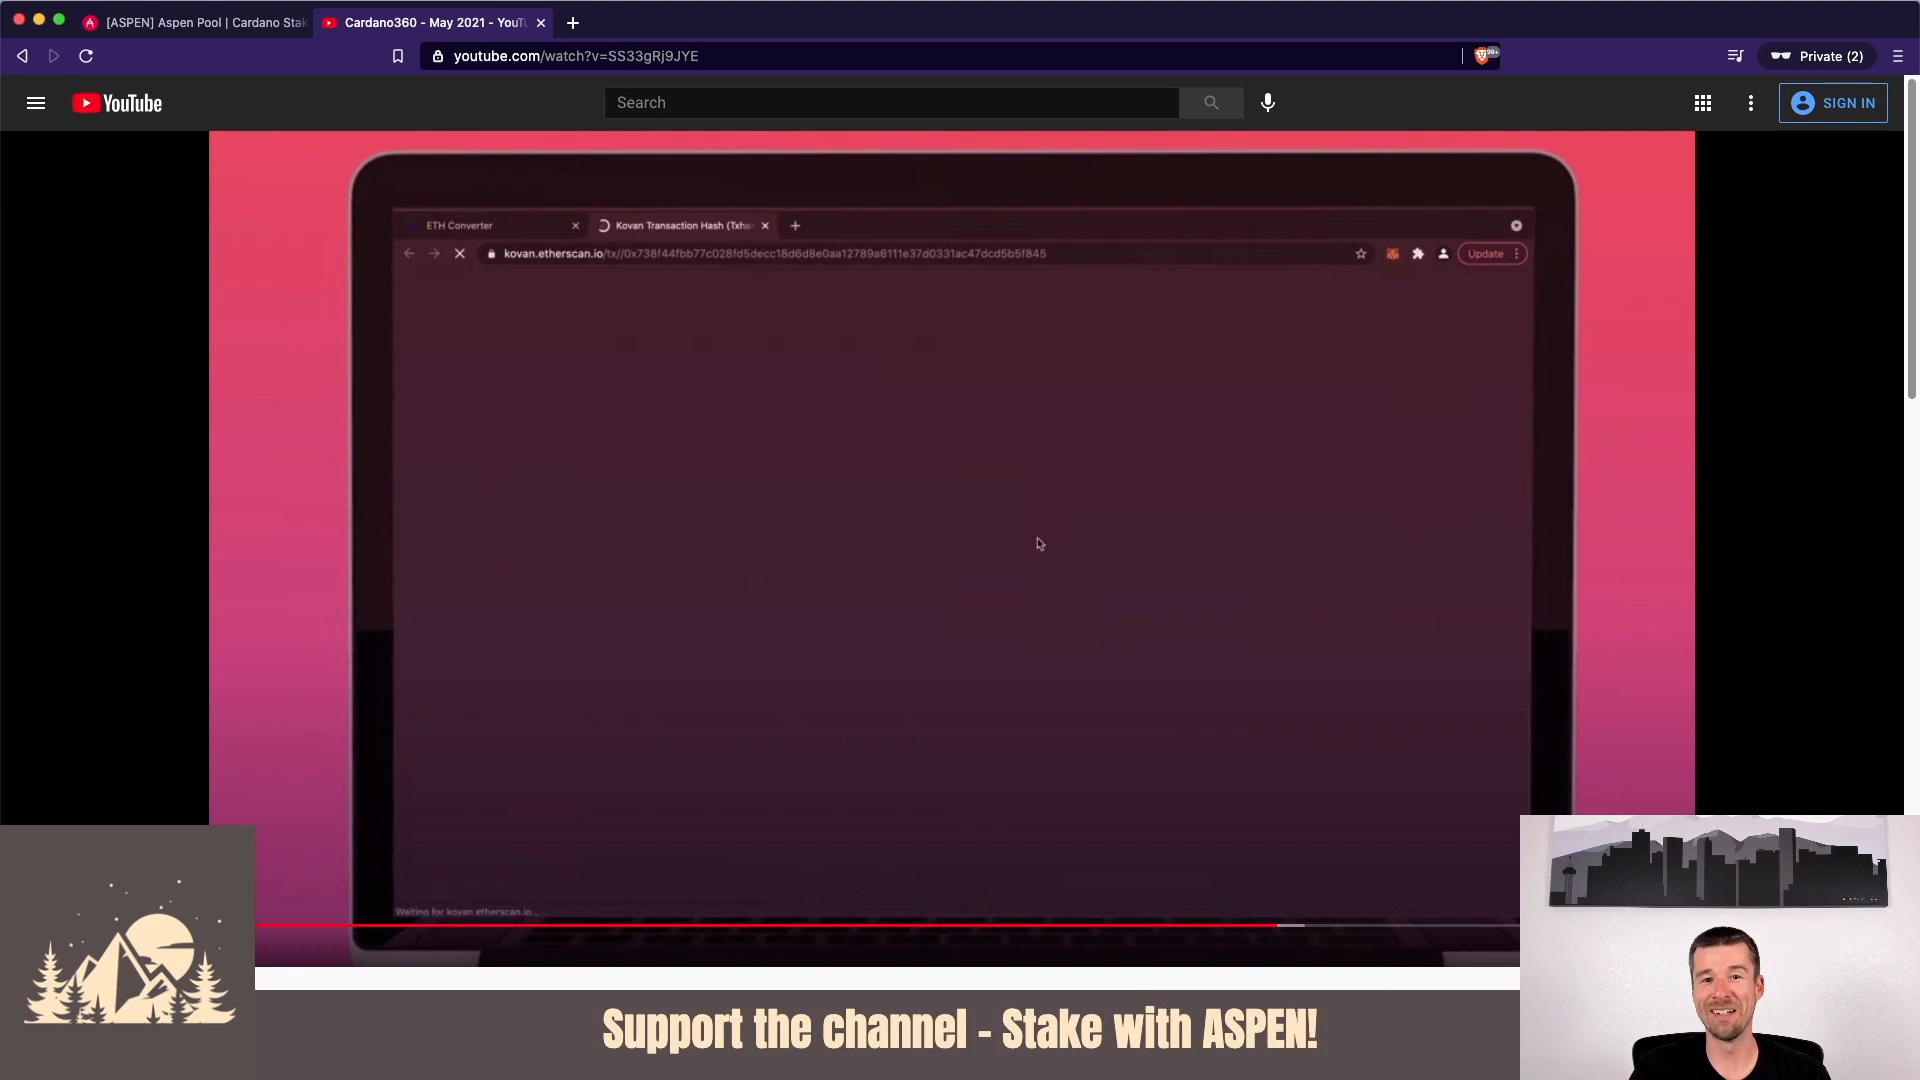 [ASPEN] Aspen Pool | Cardano Stak
Cardano360 - May 2021 - YouTu
youtube.com/watch?v=SS33gRj9JYE
99+
Private (2)
YouTube
Search
SIGN IN
ETH Converter
Kovan Transaction Hash (Txha
kovan.etherscan.io/tx//0x738f44fbb77c028fd5decc18d6d8e0aa12789a6111e37d0331ac47dcd5b5f845
Update
Waiting for kovan.etherscan.io...
Support the channel - Stake with ASPEN!